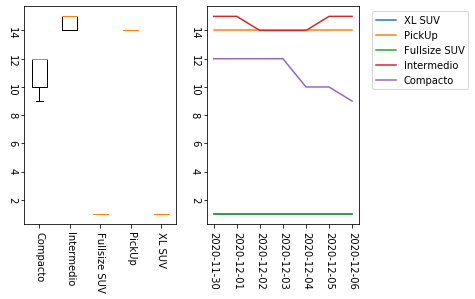 14
12
10
8
6
4
2
Compacto
Intermedio
Fullsize SUV
PickUp
XL SUV
14
12
10
8
6
4
2
2020-11-30
2020-12-01
2020-12-02
2020-12-03
2020-12-04
2020-12-05
2020-12-06
XL SUV
PickUp
Fullsize SUV
Intermedio
Compacto